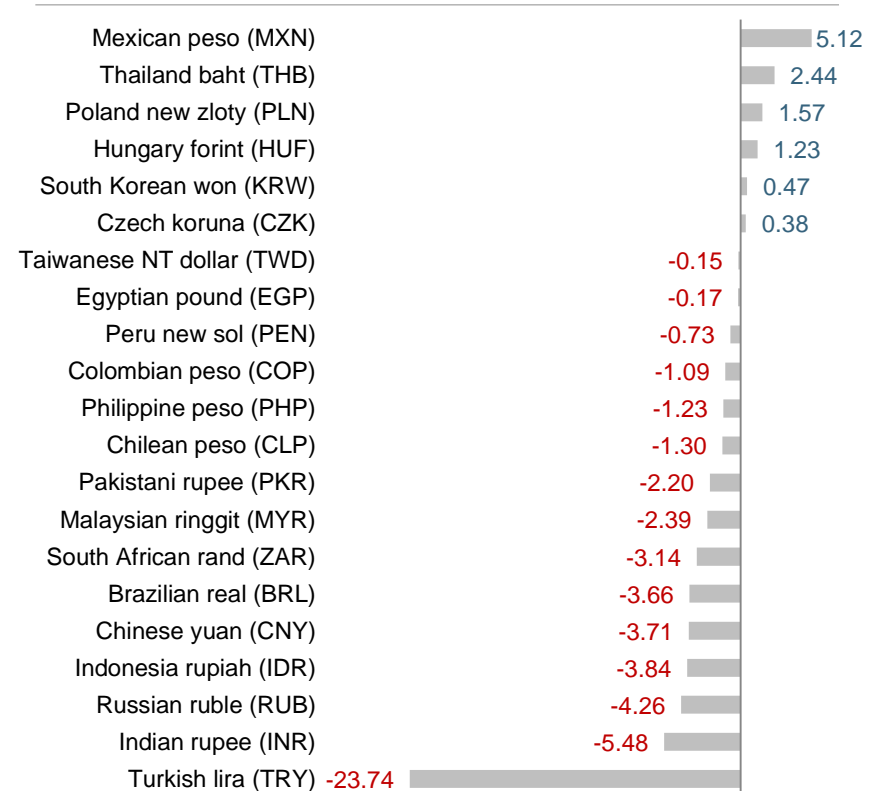 Mexican peso (MXN) 5.12
Thailand baht (THB) 2.44
Poland new zloty (PLN) 1.57
Hungary forint (HUF) 1.23
South Korean won (KRW) 0.47
Czech koruna (CZK) 0.38
Taiwanese NT dollar (TWD) -0.15
Egyptian pound (EGP) -0.17
Peru new sol (PEN) -0.73
Colombian peso (COP) -1.09
Philippine peso (PHP) -1.23
Chilean peso (CLP) -1.30
Pakistani rupee (PKR) -2.20
Malaysian ringgit (MYR) -2.39
South African rand (ZAR) -3.14
Brazilian real (BRL) -3.66
Chinese yuan (CNY) -3.71
Indonesia rupiah (IDR) -3.84
Russian ruble (RUB) -4.26
Indian rupee (INR) -5.48
Turkish lira (TRY) -23.74